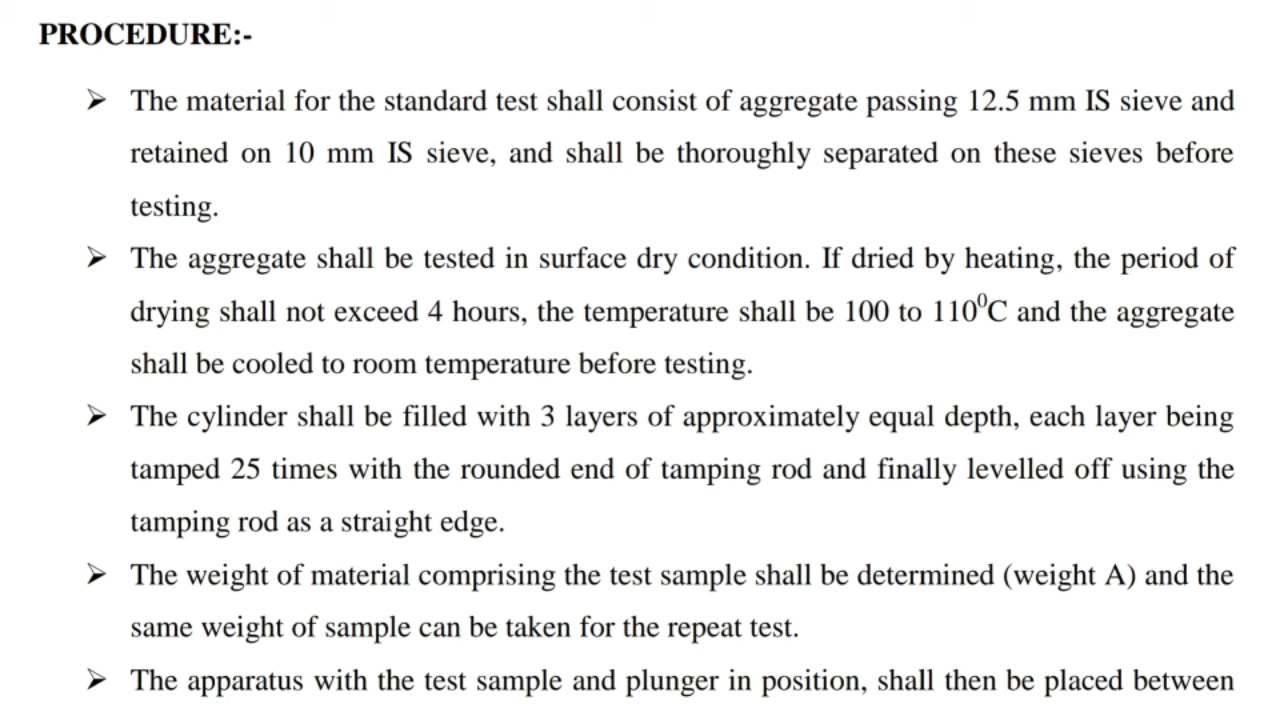 PROCEDURE:-
➢ The material for the standard test shall consist of aggregate passing 12.5 mm IS sieve and
retained on 10 mm IS sieve, and shall be thoroughly separated on these sieves before
testing.
➢ The aggregate shall be tested in surface dry condition. If dried by heating, the period of
drying shall not exceed 4 hours, the temperature shall be 100 to 110⁰C and the aggregate
shall be cooled to room temperature before testing.
➢ The cylinder shall be filled with 3 layers of approximately equal depth, each layer being
tamped 25 times with the rounded end of tamping rod and finally levelled off using the
tamping rod as a straight edge.
➢ The weight of material comprising the test sample shall be determined (weight A) and the
same weight of sample can be taken for the repeat test.
➢ The apparatus with the test sample and plunger in position, shall then be placed between